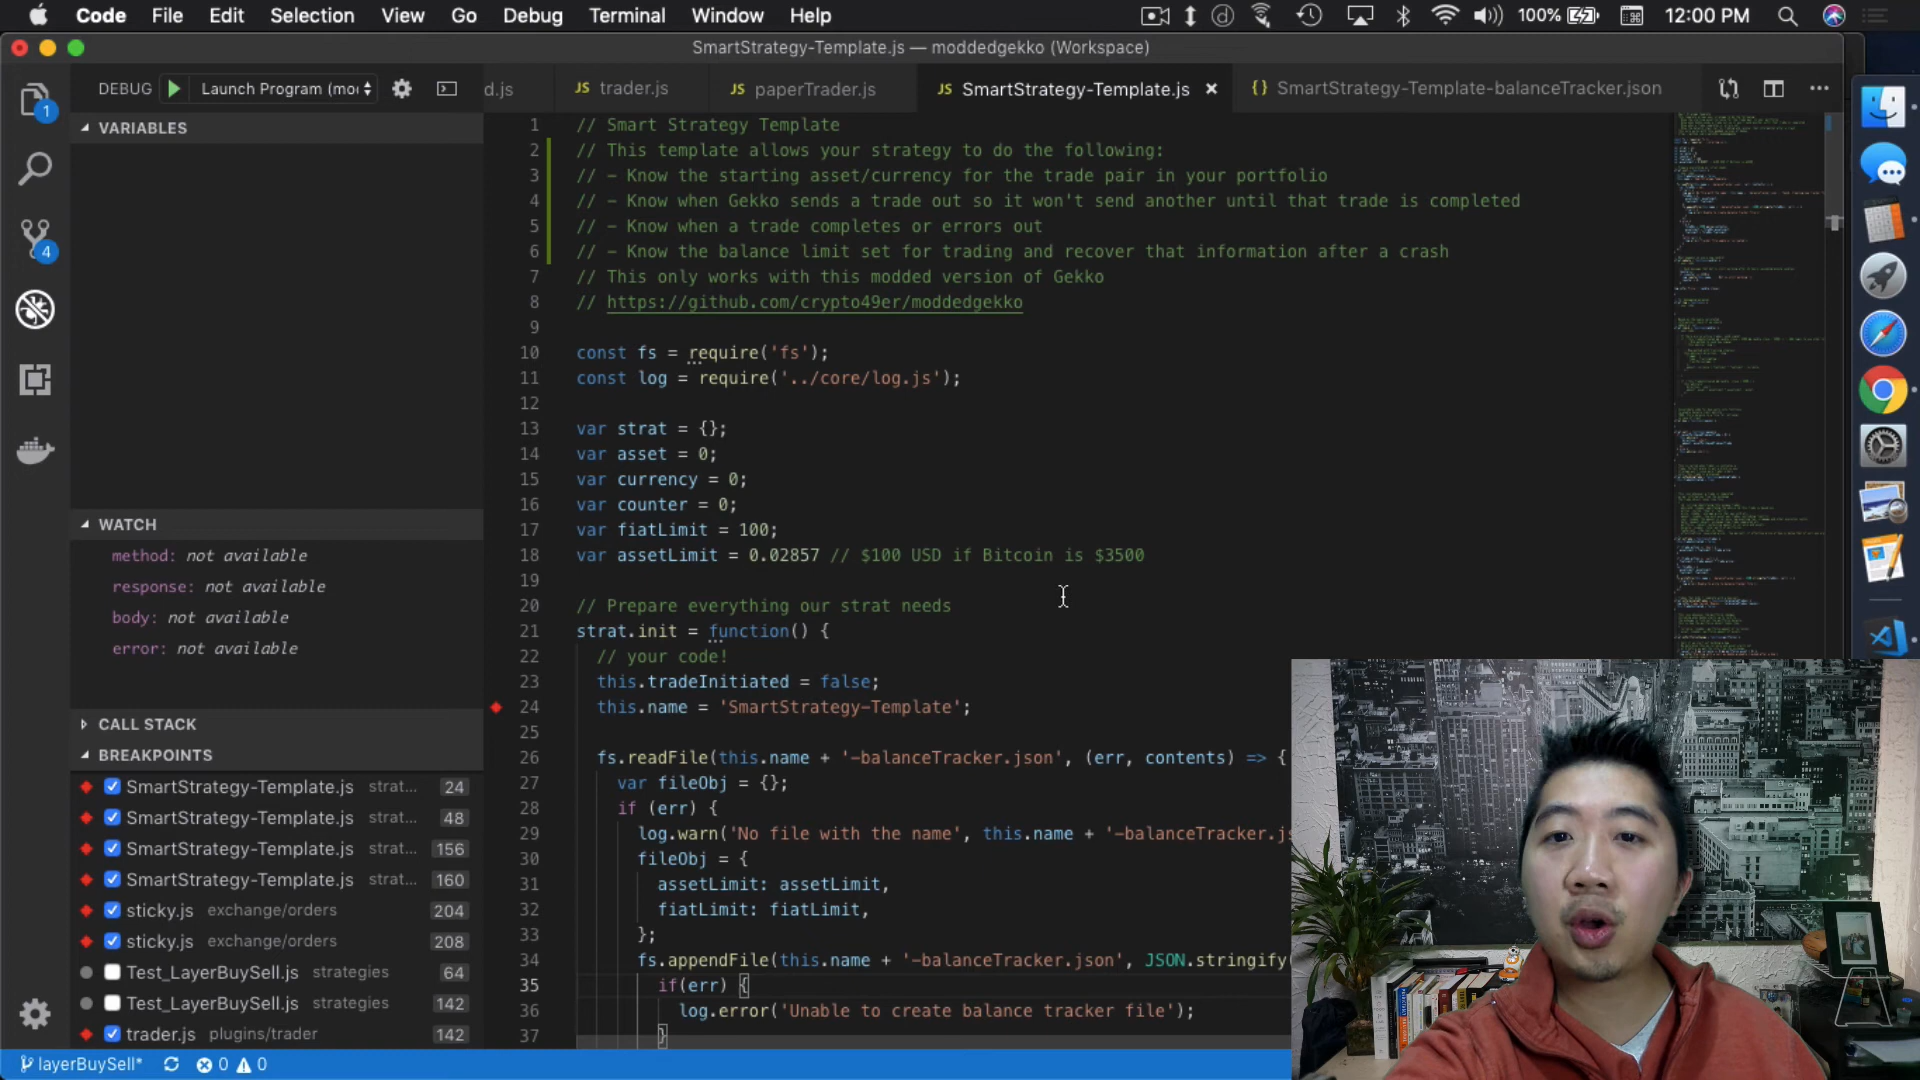 Code File Edit Selection View Go Debug Terminal Window Help 100% 12:00 PM
SmartStrategy-Template.js — moddedgekko (Workspace)
DEBUG Launch Program (mod
d.js
JS trader.js
JS paperTrader.js
JS SmartStrategy-Template.js
{} SmartStrategy-Template-balanceTracker.json
VARIABLES
WATCH
method: not available
response: not available
body: not available
error: not available
CALL STACK
BREAKPOINTS
SmartStrategy-Template.js strat... 24
SmartStrategy-Template.js strat... 48
SmartStrategy-Template.js strat... 156
SmartStrategy-Template.js strat... 160
sticky.js exchange/orders 204
sticky.js exchange/orders 208
Test_LayerBuySell.js strategies 64
Test_LayerBuySell.js strategies 142
trader.js plugins/trader 142
1
4
1 // Smart Strategy Template
2 // This template allows your strategy to do the following:
3 // - Know the starting asset/currency for the trade pair in your portfolio
4 // - Know when Gekko sends a trade out so it won't send another until that trade is completed
5 // - Know when a trade completes or errors out
6 // - Know the balance limit set for trading and recover that information after a crash
7 // This only works with this modded version of Gekko
8 // https://github.com/crypto49er/moddedgekko
9
10 const fs = require('fs');
11 const log = require('../core/log.js');
12
13 var strat = {};
14 var asset = 0;
15 var currency = 0;
16 var counter = 0;
17 var fiatLimit = 100;
18 var assetLimit = 0.02857 // $100 USD if Bitcoin is $3500
19
20 // Prepare everything our strat needs
21 strat.init = function() {
22 // your code!
23 this.tradeInitiated = false;
24 this.name = 'SmartStrategy-Template';
25
26 fs.readFile(this.name + '-balanceTracker.json', (err, contents) => {
27 var fileObj = {};
28 if (err) {
29 log.warn('No file with the name', this.name + '-balanceTracker.js
30 fileObj = {
31 assetLimit: assetLimit,
32 fiatLimit: fiatLimit,
33 };
34 fs.appendFile(this.name + '-balanceTracker.json', JSON.stringify(
35 if(err) {
36 log.error('Unable to create balance tracker file');
37 }
layerBuySell* 0 0